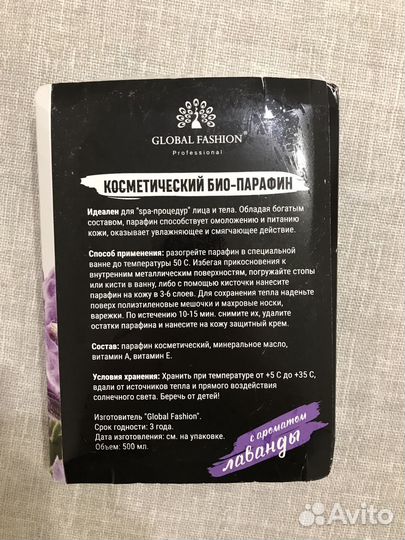 GLOBAL FASHION
Professional
КОСМЕТИЧЕСКИЙ БИО-ПАРАФИН
Идеален для "spa-процедур" лица и тела. Обладая богатым
составом, парафин способствует омоложению и питанию
кожи, оказывает увлажняющее и смягчающее действие.
Способ применения: разогрейте парафин в специальной
ванне до температуры 50 С. Избегая прикосновения к
внутренним металлическим поверхностям, погружайте стопы
или кисти в ванну, либо с помощью кисточки нанесите
парафин на кожу в 3-6 слоев. Для сохранения тепла наденьте
поверх полиэтиленовые мешочки и махровые носки,
варежки. По истечению 10-15 мин. снимите их, удалите
остатки парафина и нанесите на кожу защитный крем.
Состав: парафин косметический, минеральное масло,
витамин А, витамин Е.
Условия хранения: Хранить при температуре от +5 С до +35 С,
вдали от источников тепла и прямого воздействия
солнечного света. Беречь от детей!
Изготовитель "Global Fashion".
Срок годности: 3 года.
Дата изготовления: см. на упаковке.
Объем: 500 мл.
с ароматом
лаванды
Avito